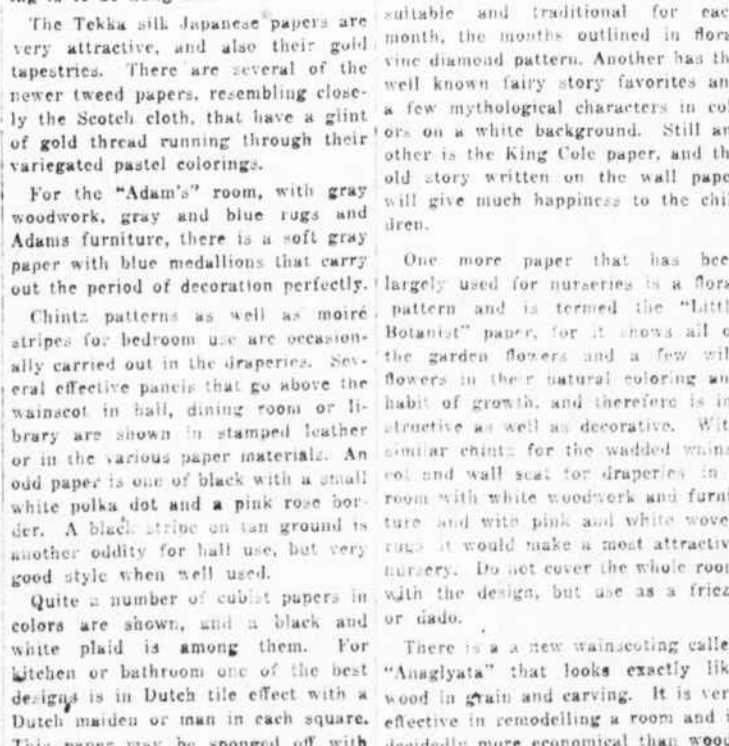 The Tekka silk Japanese papers are
very attractive, and also their gold
tapestries. There are several of the
newer tweed papers, resembling close-
ly the Scotch cloth, that have a glint
of gold thread running through their
variegated pastel colorings.
For the "Adam's" room, with gray
woodwork, gray and blue rugs and
Adams furniture, there is a soft gray
paper with blue medallions that carry
out the period of decoration perfectly.
Chintz patterns as well as moiré
stripes for bedroom use are occasion-
ally carried out in the draperies. Sev-
eral effective panels that go above the
wainscot in hall, dining room or li-
brary are shown in stamped leather
or in the various paper materials. An
odd paper is one of black with a small
white polka dot and a pink rose bor-
der. A black stripe on tan ground is
another oddity for hall use, but very
good style when well used.
Quite a number of cubist papers in
colors are shown, and a black and
white plaid is among them. For
kitchen or bathroom one of the best
designs is in Dutch tile effect with a
Dutch maiden or man in each square.
This paper may be sponged off with
suitable and traditional for eac
month, the months outlined in flora
vine diamond pattern. Another has th
well known fairy story favorites an
a few mythological characters in col
ors on a white background. Still an
other is the King Cole paper, and th
old story written on the wall pape
will give much happiness to the chil
dren.
One more paper that has bee
largely used for nurseries is a flora
pattern and is termed the "Littl
Botanist" paper, for it shows all o
the garden flowers and a few wil
flowers in their natural coloring an
habit of growth, and therefore is in
structive as well as decorative. Wit
similar chintz for the wadded wains
cot and wall seat for draperies in
room with white woodwork and furni
ture and with pink and white wove
rugs it would make a most attractiv
nursery. Do not cover the whole roo
with the design, but use as a friez
or dado.
There is a a new wainscoting calle
"Anaglyata" that looks exactly lik
wood in grain and carving. It is ver
effective in remodelling a room and i
decidedly more economical than wood